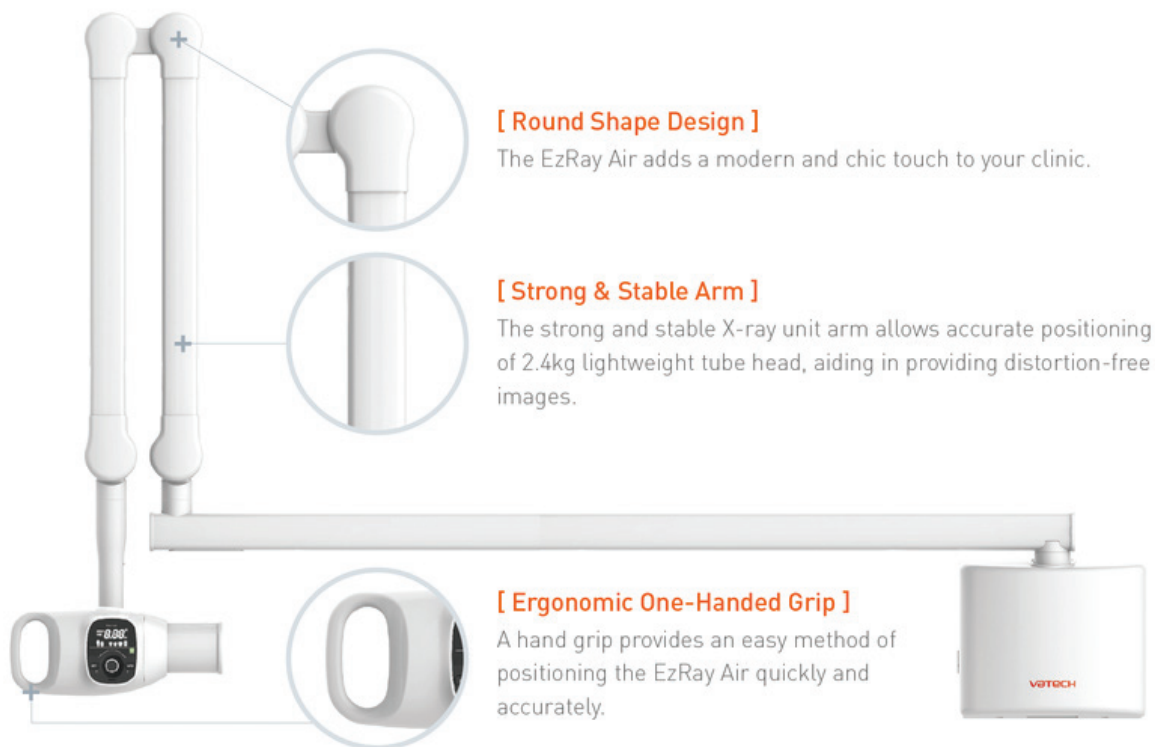 [ Round Shape Design ]
The EzRay Air adds a modern and chic touch to your clinic.
[ Strong & Stable Arm ]
The strong and stable X-ray unit arm allows accurate positioning
of 2.4kg lightweight tube head, aiding in providing distortion-free
images.
[ Ergonomic One-Handed Grip ]
A hand grip provides an easy method of
positioning the EzRay Air quickly and
accurately.
vatech